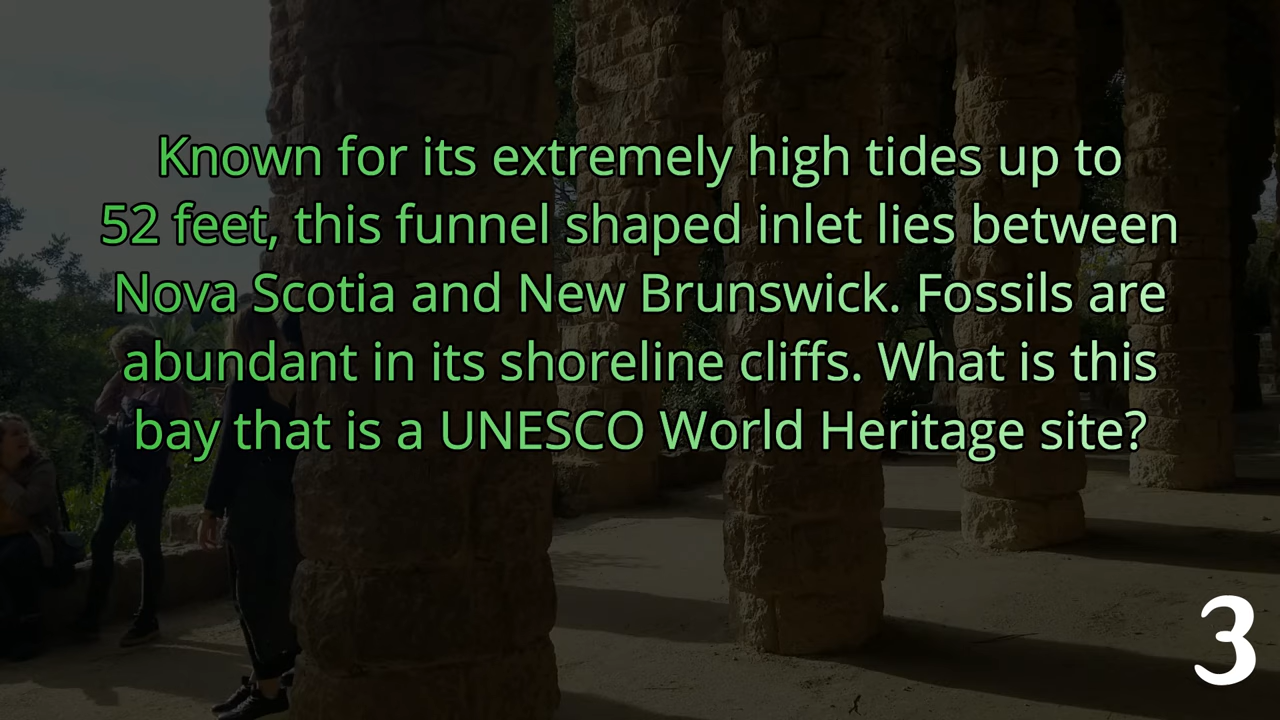 Known for its extremely high tides up to
52 feet, this funnel shaped inlet lies between
Nova Scotia and New Brunswick. Fossils are
abundant in its shoreline cliffs. What is this
bay that is a UNESCO World Heritage site?
3